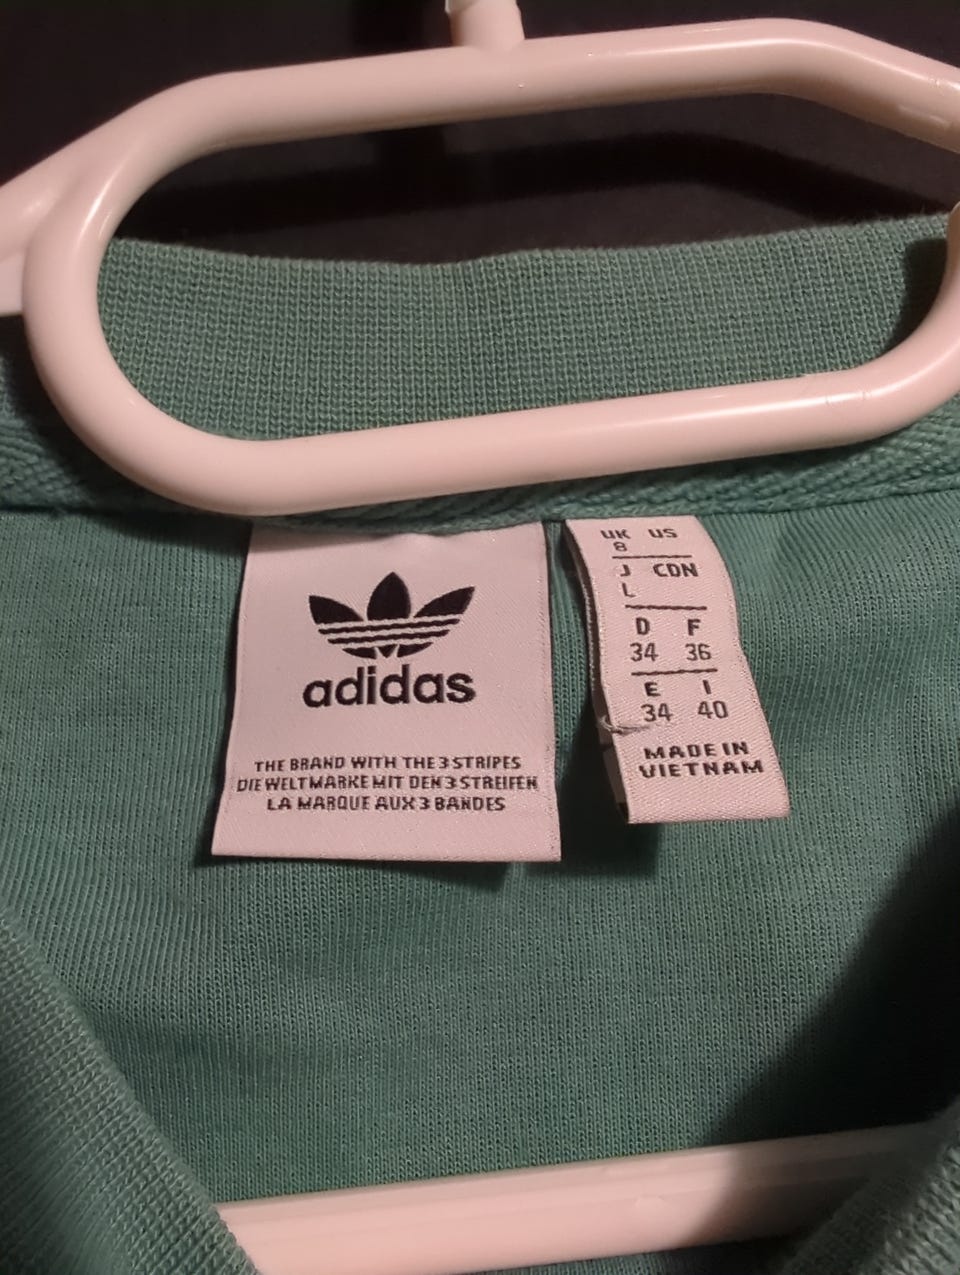 adidas
THE BRAND WITH THE 3 STRIPES
DIE WELTMARKE MIT DEN 3 STREIFEN
LA MARQUE AUX 3 BANDES
UK US
8
J CDN
L
D F
34 36
E I
34 40
MADE IN
VIETNAM